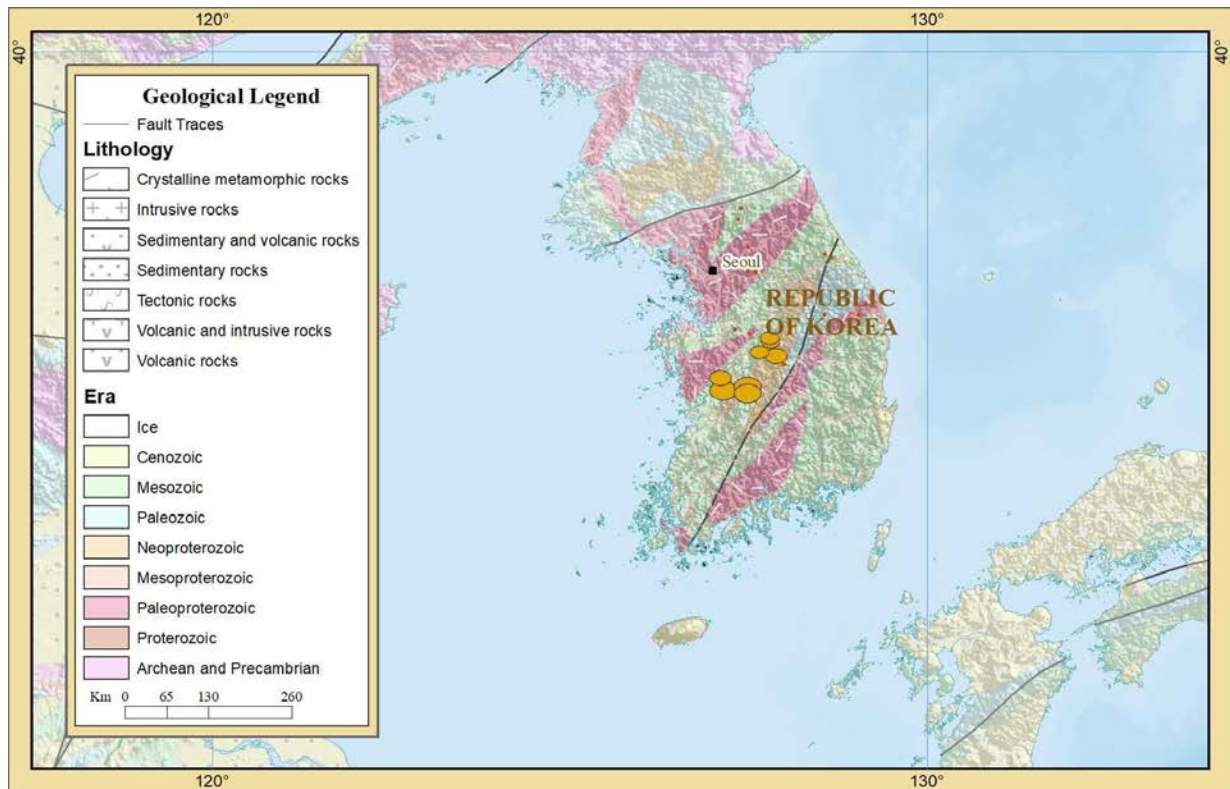 120°
130°
40°
40°
Geological Legend
Fault Traces
Lithology
Crystalline metamorphic rocks
Intrusive rocks
Sedimentary and volcanic rocks
Sedimentary rocks
Tectonic rocks
Volcanic and intrusive rocks
Volcanic rocks
Era
Ice
Cenozoic
Mesozoic
Paleozoic
Neoproterozoic
Mesoproterozoic
Paleoproterozoic
Proterozoic
Archean and Precambrian
Km 0 65 130 260
Seoul
REPUBLIC
OF KOREA
120°
130°